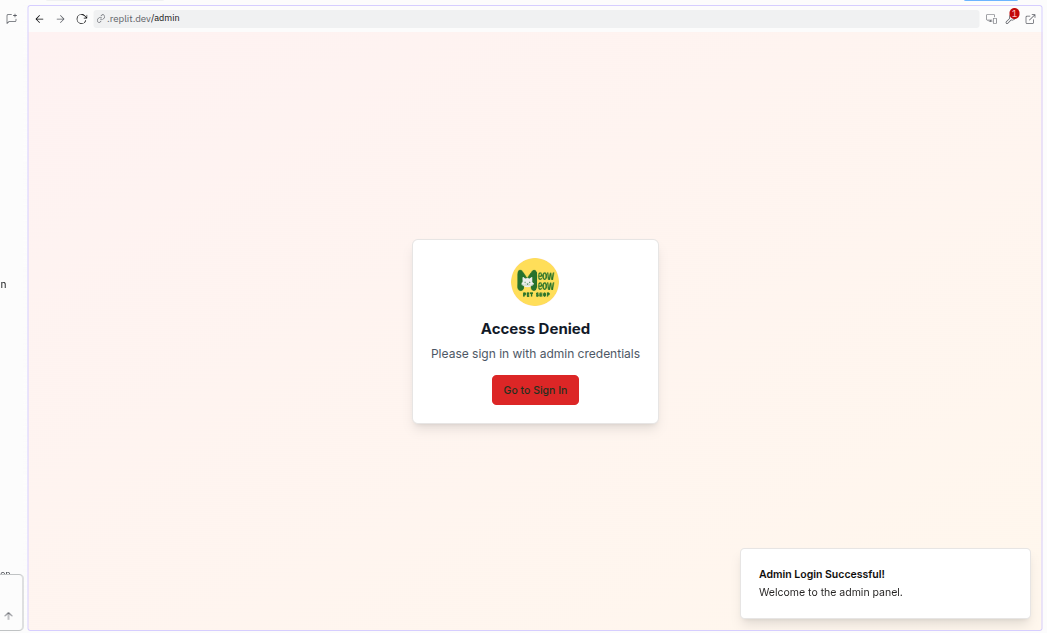 .replit.dev/admin
1
n
Meow
Meow
PET SHOP
Access Denied
Please sign in with admin credentials
Go to Sign In
Admin Login Successful!
Welcome to the admin panel.